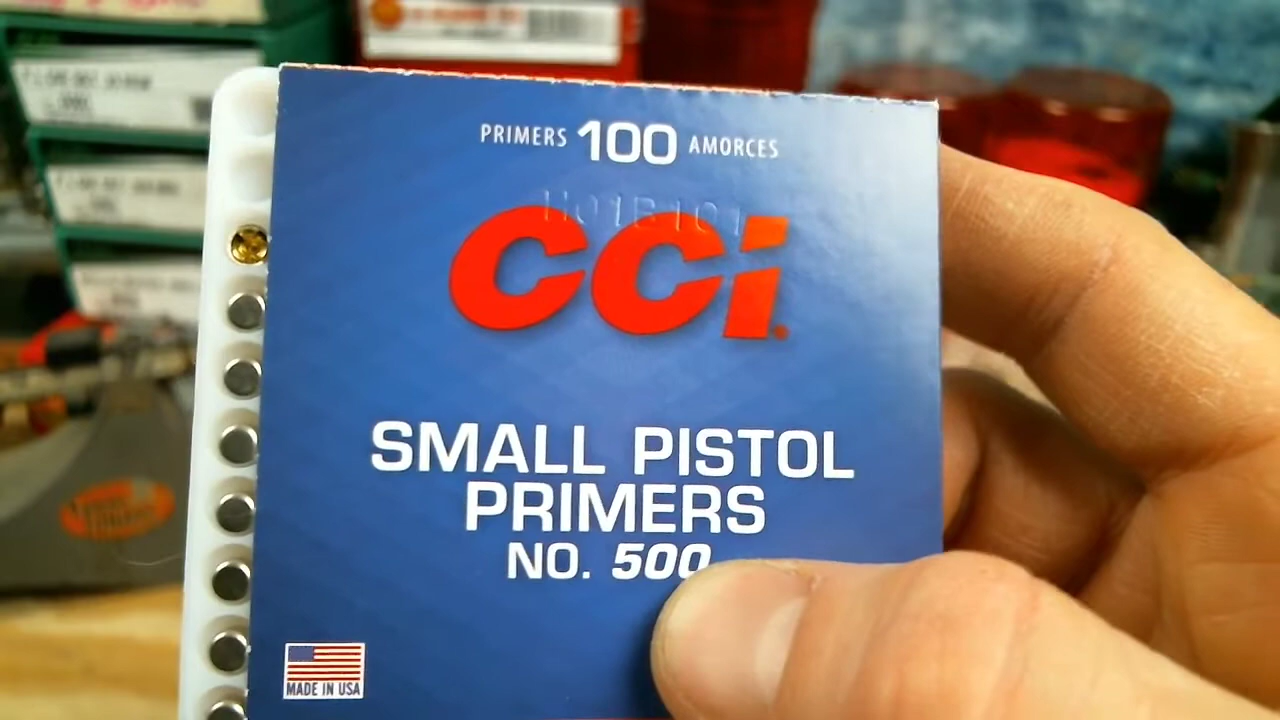 PRIMERS 100 AMORCES
CCi
SMALL PISTOL
PRIMERS
NO. 500
MADE IN USA